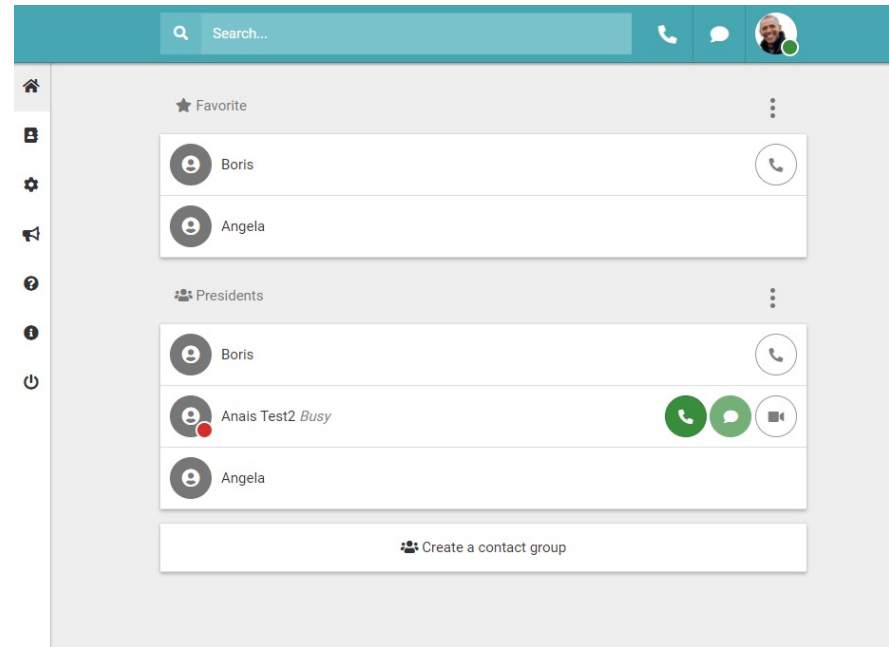 Search...
Favorite
Boris
Angela
Presidents
Boris
Anais Test2 Busy
Angela
Create a contact group